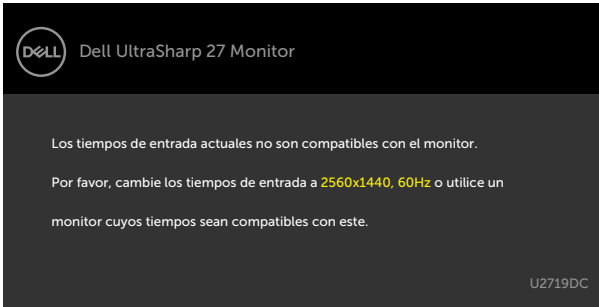 DELL Dell UltraSharp 27 Monitor
Los tiempos de entrada actuales no son compatibles con el monitor.
Por favor, cambie los tiempos de entrada a 2560x1440, 60Hz o utilice un
monitor cuyos tiempos sean compatibles con este.
U2719DC